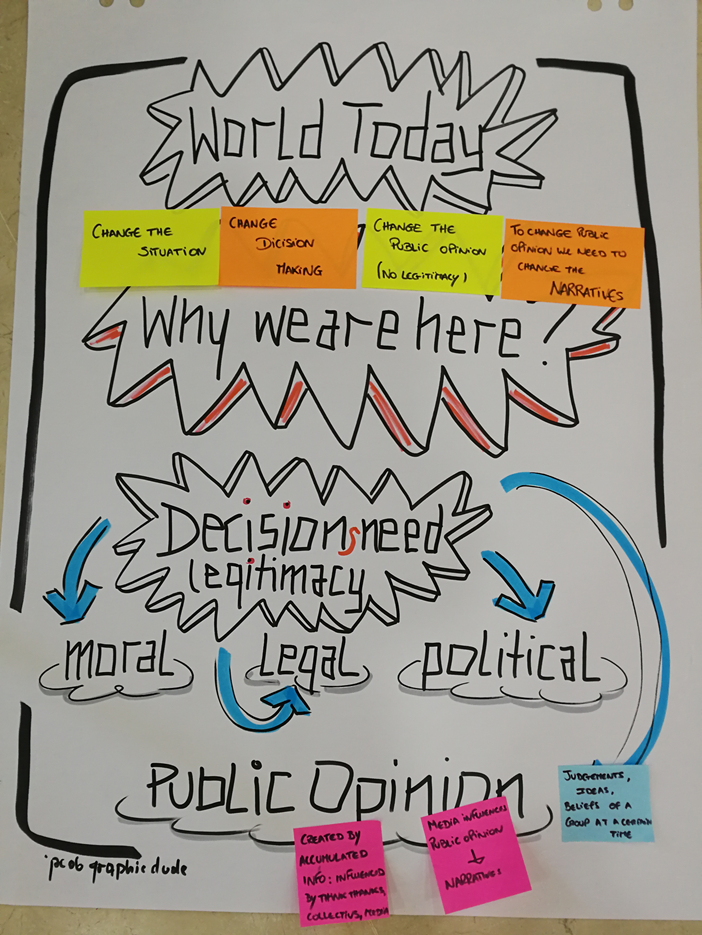 World Today
CHANGE THE
SITUATION
CHANGE
DICISION
MAKING
CHANGE THE
PUBLIC OPINION
(NO LEGITIMACY)
TO CHANGE PUBLIC
OPINION WE NEED TO
CHANGE THE
NARRATIVES
Why we are here?
Decisions need
legitimacy
moral
legal
political
PUBLIC OPINION
JUDGEMENTS,
IDEAS,
BELIEFS OF A
GROUP AT A CERTAIN
TIME
CREATED BY
ACCUMULATED
INFO: INFLUENCED
BY THINK THANKS,
COLLECTIVS, MEDIA
MEDIA INFLUENCES
PUBLIC OPINION
↓
NARRATIVES
graphic dude